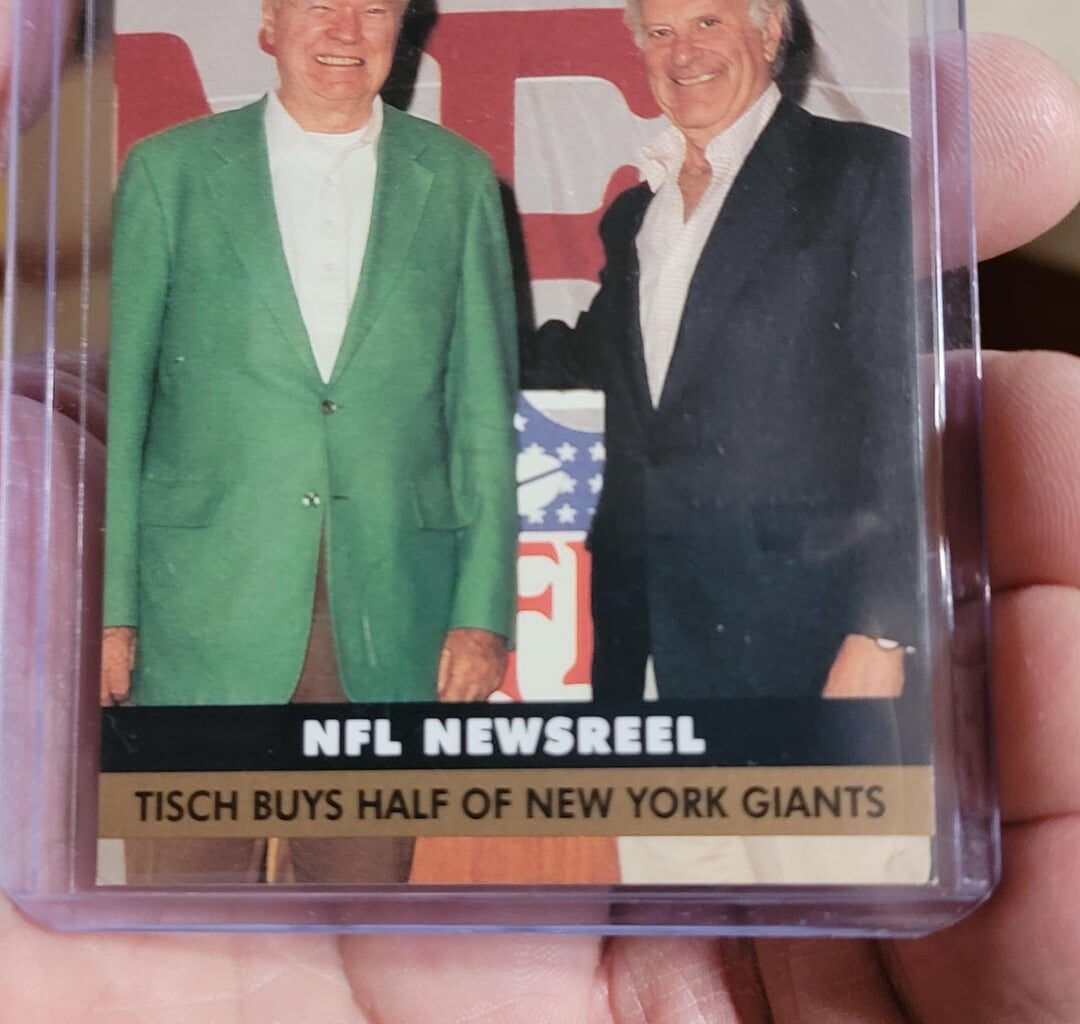 NFL NEWSREEL
TISCH BUYS HALF OF NEW YORK GIANTS